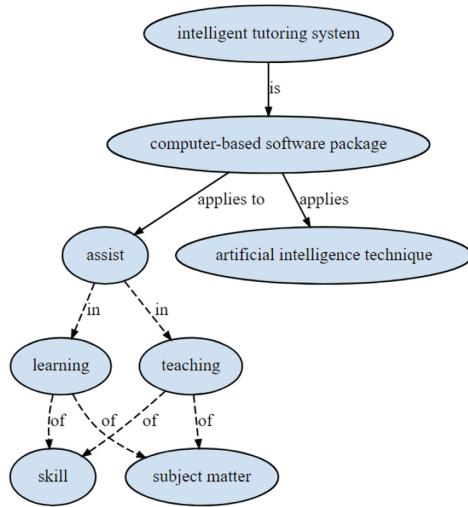 intelligent tutoring system
is
computer-based software package
applies to
applies
assist
artificial intelligence technique
in
in
learning
teaching
of
of
of
of
skill
subject matter